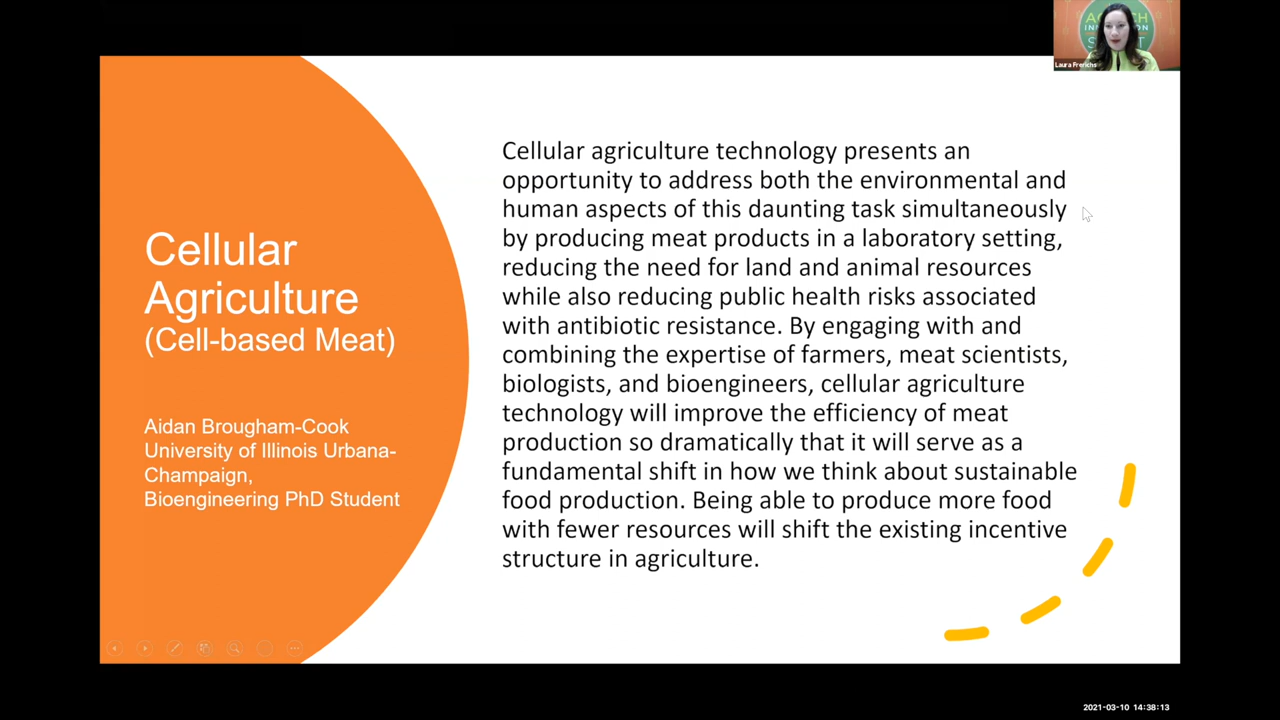 Cellular
Agriculture
(Cell-based Meat)
Aidan Brougham-Cook
University of Illinois Urbana-
Champaign,
Bioengineering PhD Student
Cellular agriculture technology presents an
opportunity to address both the environmental and
human aspects of this daunting task simultaneously
by producing meat products in a laboratory setting,
reducing the need for land and animal resources
while also reducing public health risks associated
with antibiotic resistance. By engaging with and
combining the expertise of farmers, meat scientists,
biologists, and bioengineers, cellular agriculture
technology will improve the efficiency of meat
production so dramatically that it will serve as a
fundamental shift in how we think about sustainable
food production. Being able to produce more food
with fewer resources will shift the existing incentive
structure in agriculture.
Laura Frerichs
2021-03-10 14:38:13